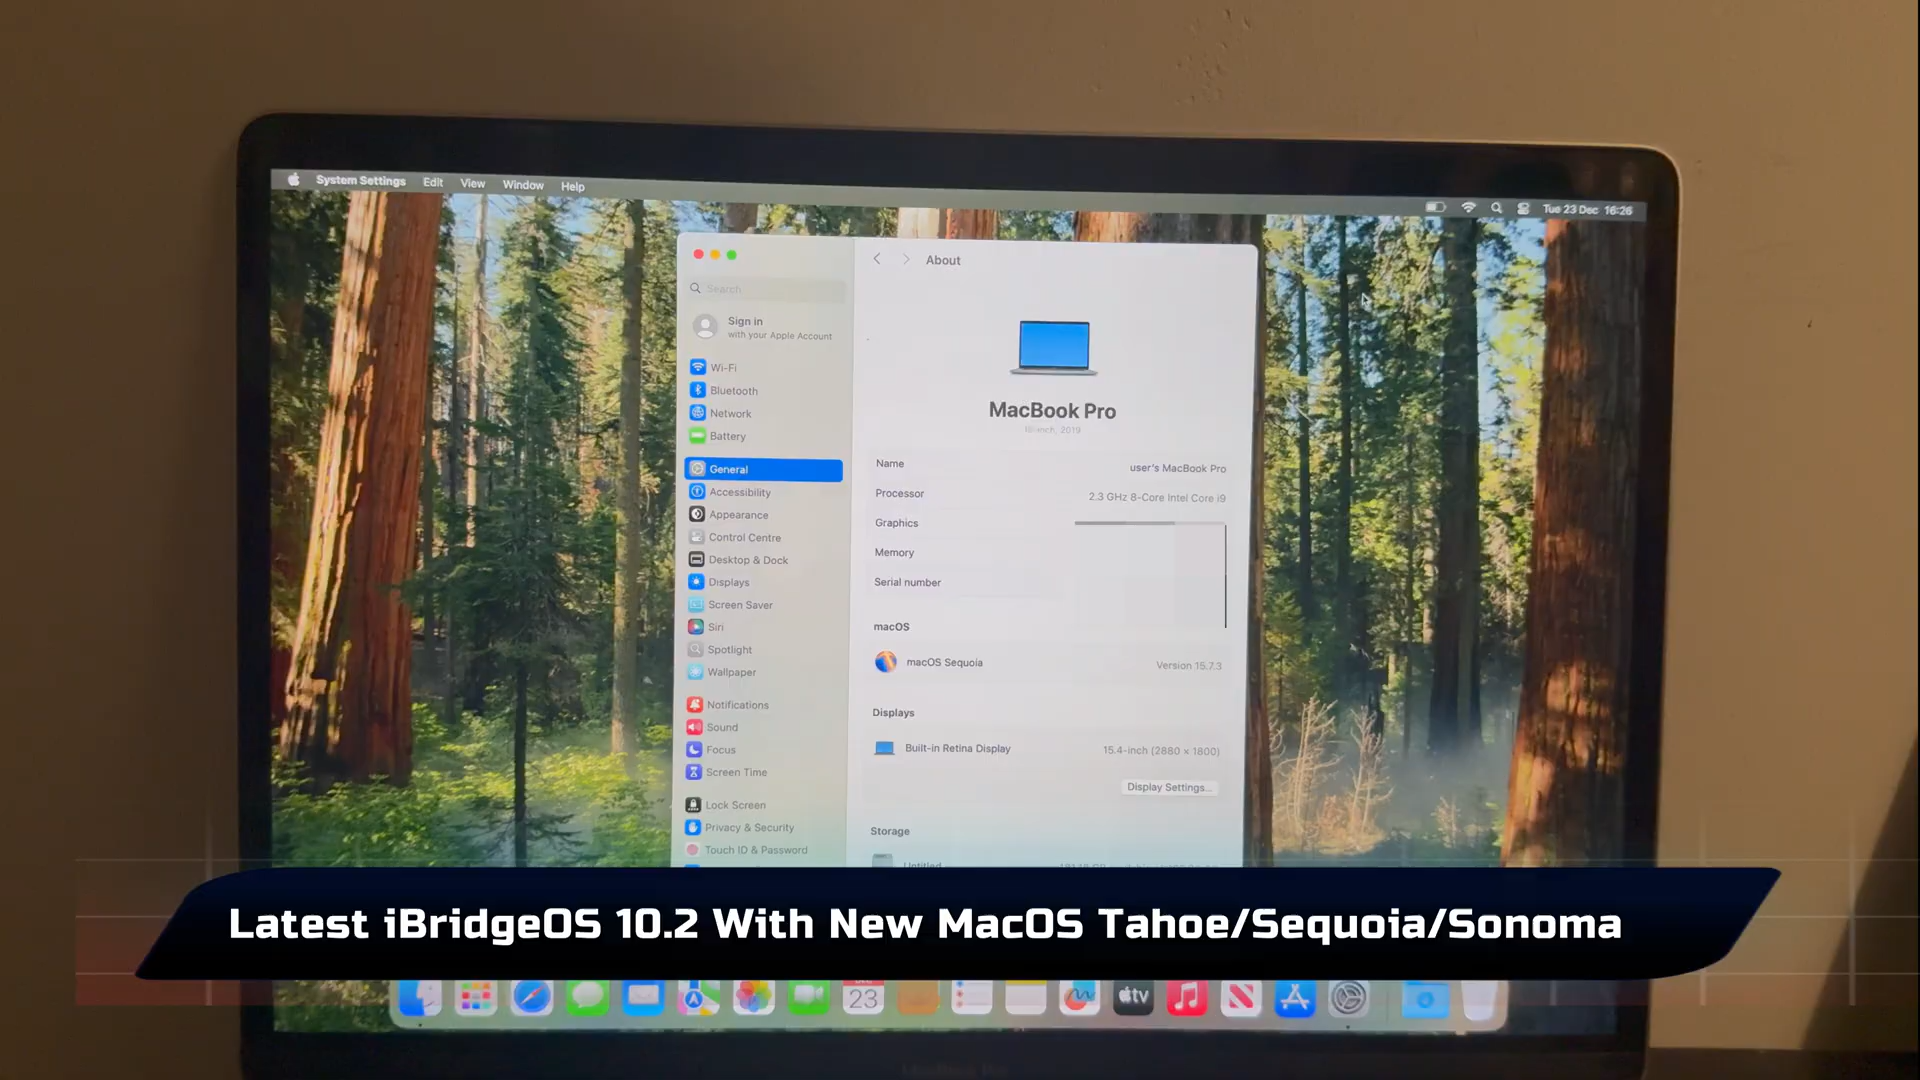 System Settings Edit View Window Help
Tue 23 Dec 16:26
Search
Sign in
with your Apple Account
Wi-Fi
Bluetooth
Network
Battery
General
Accessibility
Appearance
Control Centre
Desktop & Dock
Displays
Screen Saver
Siri
Spotlight
Wallpaper
Notifications
Sound
Focus
Screen Time
Lock Screen
Privacy & Security
Touch ID & Password
About
MacBook Pro
2019
Name user's MacBook Pro
Processor 2.3 GHz 8-Core Intel Core i9
Graphics
Memory
Serial number
macOS
macOS Sequoia Version 15.7.3
Displays
Built-in Retina Display 15.4-inch (2880 × 1800)
Display Settings...
Storage
Untitled
Latest iBridgeOS 10.2 With New MacOS Tahoe/Sequoia/Sonoma
23
tv
MacBook Pro